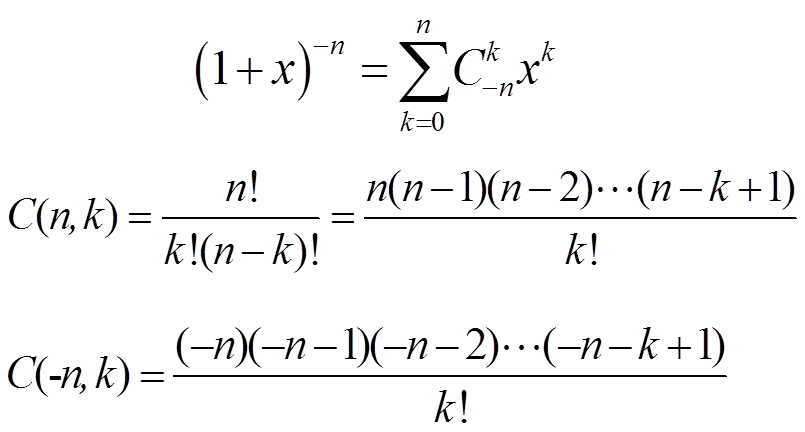 (1+x)^{-n} = \sum_{k=0}^{n} C_{-n}^{k} x^{k}
C(n,k) = \frac{n!}{k!(n-k)!} = \frac{n(n-1)(n-2)\cdots(n-k+1)}{k!}
C(-n,k) = \frac{(-n)(-n-1)(-n-2)\cdots(-n-k+1)}{k!}